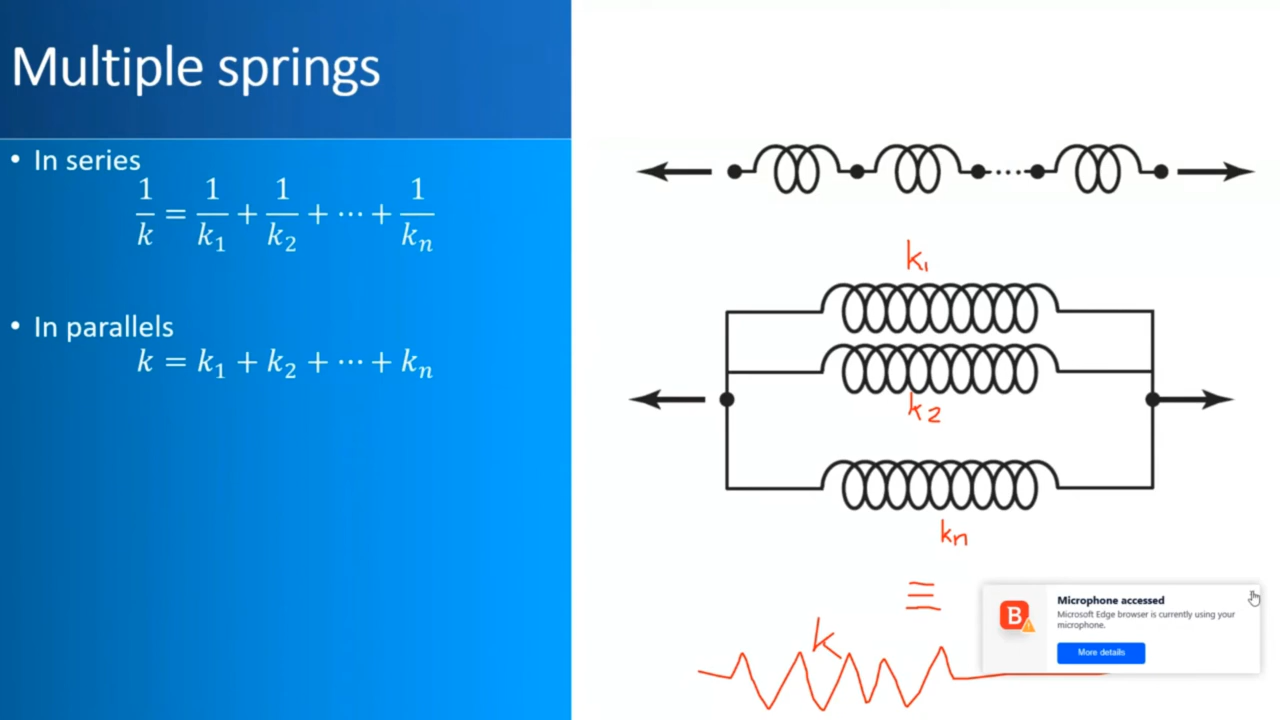 Multiple springs
• In series
1/k = 1/k₁ + 1/k₂ + ⋯ + 1/kₙ
• In parallels
k = k₁ + k₂ + ⋯ + kₙ
k₁
k₂
kn
≡
k
B
Microphone accessed
Microsoft Edge browser is currently using your
microphone.
More details